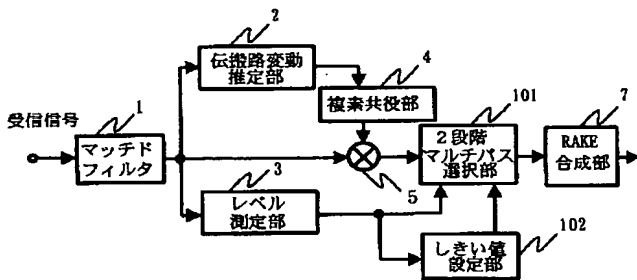 2
伝搬路変動
推定部
4
複素共役部
101
7
受信信号
1
マッチド
フィルタ
2段階
マルチパス
選択部
RAKE
合成部
3
5
レベル
測定部
102
しきい値
設定部